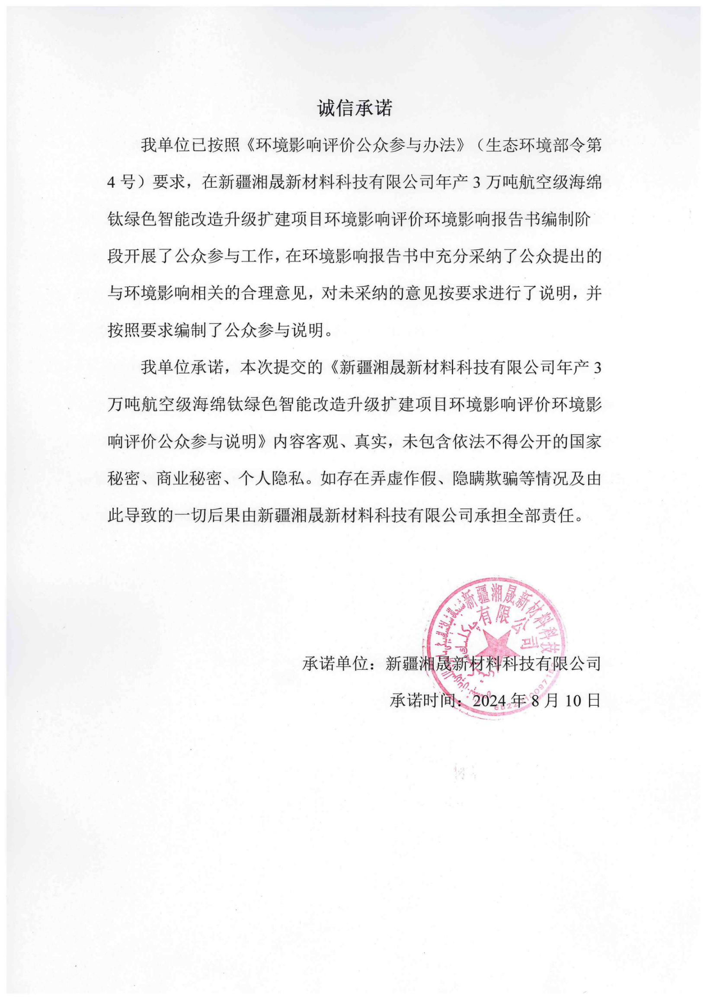 诚信承诺
我单位已按照《环境影响评价公众参与办法》（生态环境部令第
4 号）要求，在新疆湘晟新材料科技有限公司年产 3 万吨航空级海绵
钛绿色智能改造升级扩建项目环境影响评价环境影响报告书编制阶
段开展了公众参与工作，在环境影响报告书中充分采纳了公众提出的
与环境影响相关的合理意见，对未采纳的意见按要求进行了说明，并
按照要求编制了公众参与说明。
我单位承诺，本次提交的《新疆湘晟新材料科技有限公司年产 3
万吨航空级海绵钛绿色智能改造升级扩建项目环境影响评价环境影
响评价公众参与说明》内容客观、真实，未包含依法不得公开的国家
秘密、商业秘密、个人隐私。如存在弄虚作假、隐瞒欺骗等情况及由
此导致的一切后果由新疆湘晟新材料科技有限公司承担全部责任。
新疆湘晟新材料科技
有限公司
承诺单位：新疆湘晟新材料科技有限公司
承诺时间：2024 年 8 月 10 日